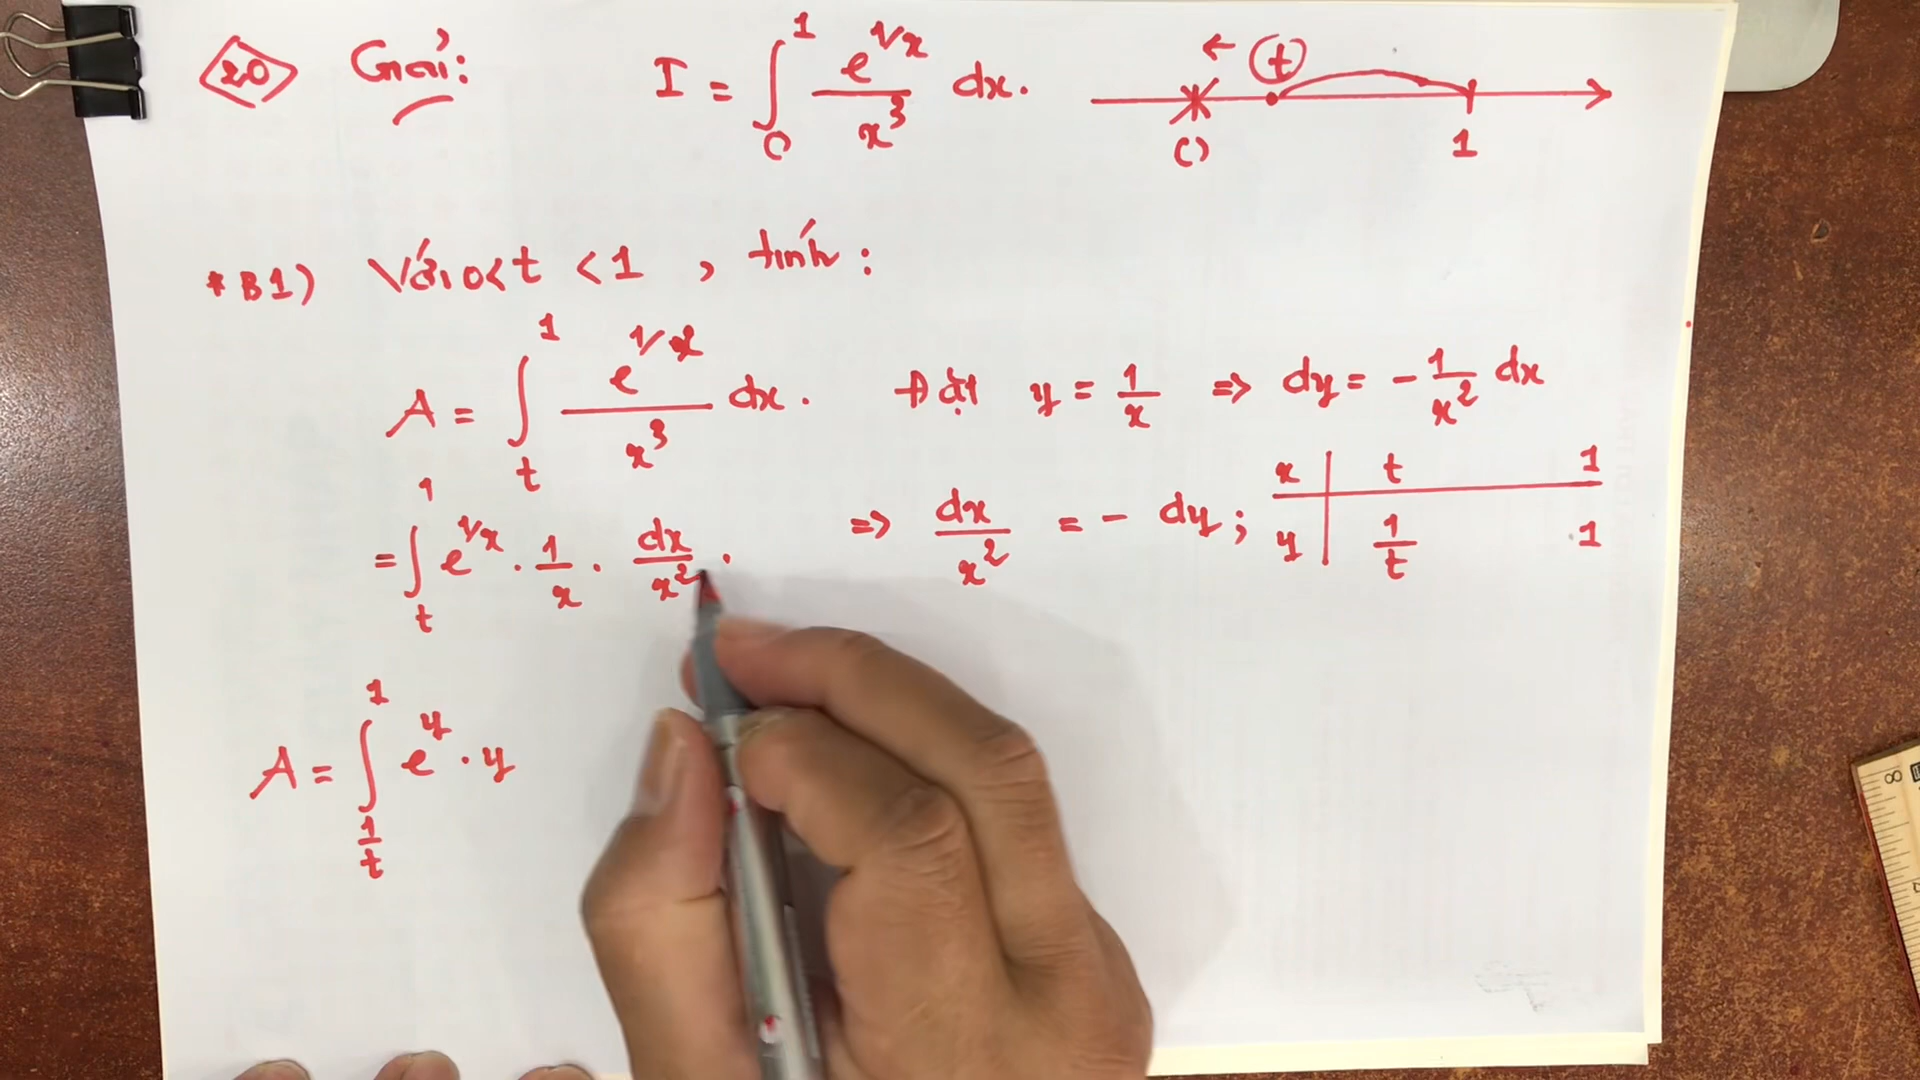 20 Giải: I = ∫₀¹ e^(1/x)/x³ dx. ← t
0 1
* B1) Với 0 < t < 1 , tính :
A = ∫ₜ¹ e^(1/x)/x³ dx. Đặt y = 1/x => dy = - 1/x² dx
= ∫ₜ¹ e^(1/x) . 1/x . dx/x² . => dx/x² = - dy ;
x | t 1
y | 1/t 1
A = ∫_(1/t)^1 e^y . y